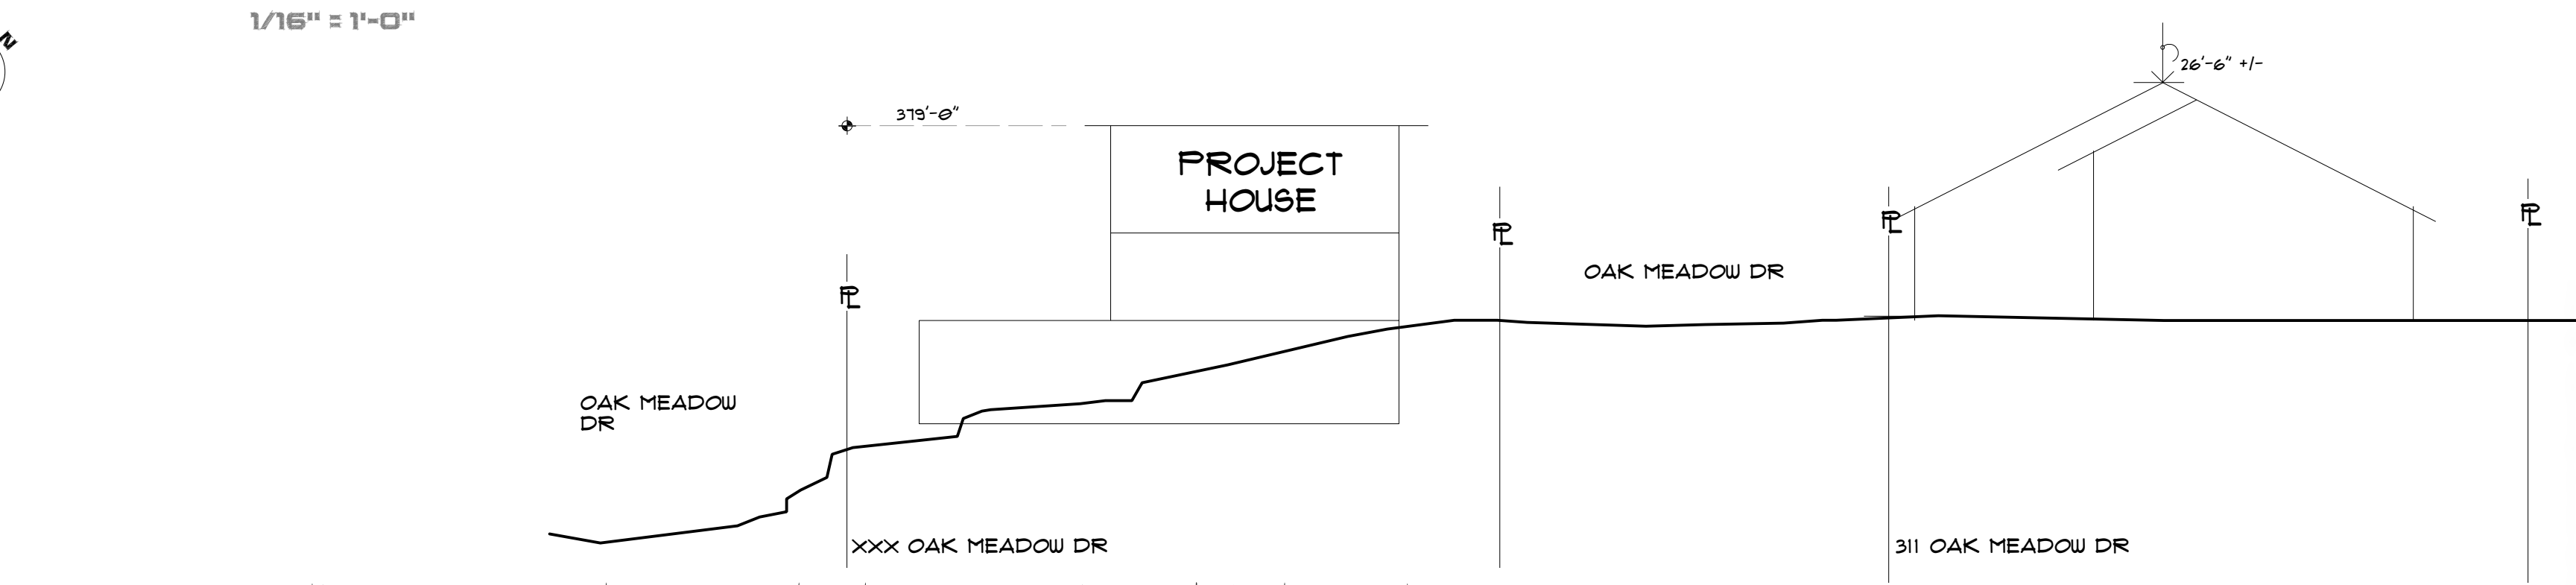 1/16" = 1'-0"
N
26'-6" +/-
379'-0"
PROJECT
HOUSE
PL
PL
PL
PL
OAK MEADOW DR
OAK MEADOW
DR
XXX OAK MEADOW DR
311 OAK MEADOW DR